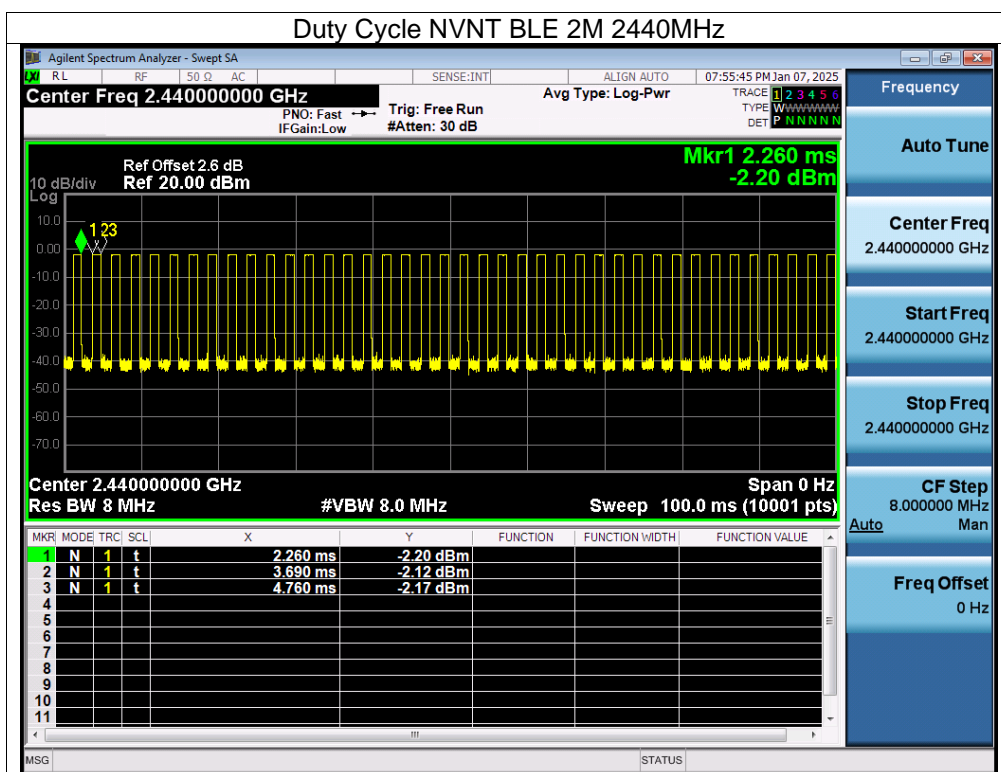 Duty Cycle NVNT BLE 2M 2440MHz
Agilent Spectrum Analyzer - Swept SA
LXI RL RF 50 Ω AC SENSE:INT ALIGN AUTO 07:55:45 PM Jan 07, 2025
Center Freq 2.440000000 GHz Avg Type: Log-Pwr TRACE 1 2 3 4 5 6
PNO: Fast Trig: Free Run TYPE WWWWWW
IFGain:Low #Atten: 30 dB DET P N N N N N
Frequency
Auto Tune
Center Freq
2.440000000 GHz
Start Freq
2.440000000 GHz
Stop Freq
2.440000000 GHz
CF Step
8.000000 MHz
Auto Man
Freq Offset
0 Hz
Mkr1 2.260 ms
-2.20 dBm
Ref Offset 2.6 dB
10 dB/div Ref 20.00 dBm
Log
10.0
1 2 3
0.00
-10.0
-20.0
-30.0
-40.0
-50.0
-60.0
-70.0
Center 2.440000000 GHz Span 0 Hz
Res BW 8 MHz #VBW 8.0 MHz Sweep 100.0 ms (10001 pts)
MKR MODE TRC SCL X Y FUNCTION FUNCTION WIDTH FUNCTION VALUE
1 N 1 t 2.260 ms -2.20 dBm
2 N 1 t 3.690 ms -2.12 dBm
3 N 1 t 4.760 ms -2.17 dBm
4
5
6
7
8
9
10
11
MSG STATUS